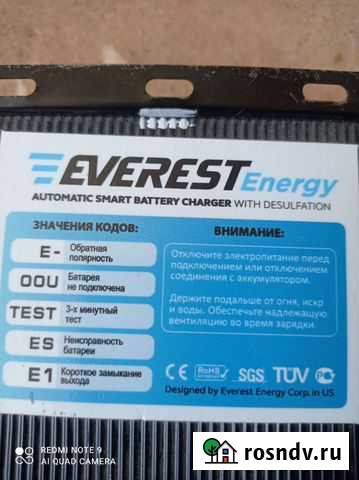 EVEREST Energy
AUTOMATIC SMART BATTERY CHARGER WITH DESULFATION
ЗНАЧЕНИЯ КОДОВ:
E- Обратная
полярность
OOU Батарея
не подключена
TEST 3-х минутный
тест
ES Неисправность
батареи
E1 Короткое замыкание
выхода
ВНИМАНИЕ:
Отключите электропитание перед
подключением или отключением
соединения с аккумулятором.
Держите подальше от огня, искр
и воды. Обеспечьте надлежащую
вентиляцию во время зарядки.
CE RoHS SGS TÜV
Designed by Everest Energy Corp. in US
REDMI NOTE 9
AI QUAD CAMERA
rosndv.ru